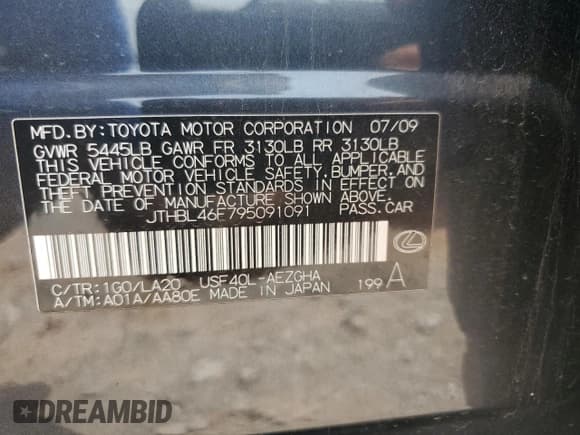 MFD.BY:TOYOTA MOTOR CORPORATION 07/09
GVWR 5445LB GAWR FR 3130LB RR 3130LB
THIS VEHICLE CONFORMS TO ALL APPLICABLE
FEDERAL MOTOR VEHICLE SAFETY,BUMPER,AND
THEFT PREVENTION STANDARDS IN EFFECT ON
THE DATE OF MANUFACTURE SHOWN ABOVE.
JTHBL46F795091091 PASS.CAR
C/TR:1G0/LA20 USF40L-AEZGHA
A/TM:A01A/AA80E MADE IN JAPAN 199 A
DREAMBID